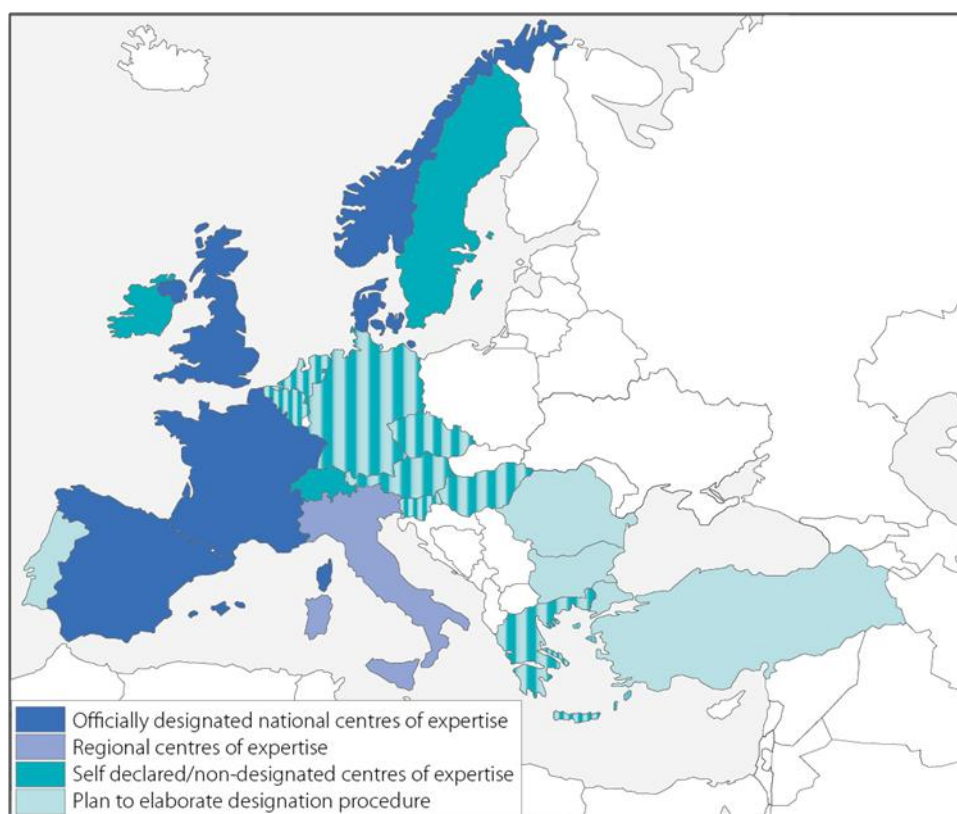 Officially designated national centres of expertise
Regional centres of expertise
Self declared/non-designated centres of expertise
Plan to elaborate designation procedure